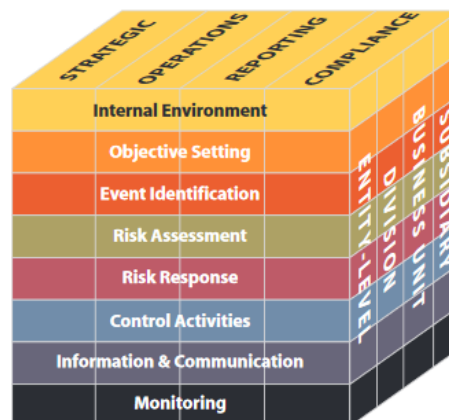 STRATEGIC
OPERATIONS
REPORTING
COMPLIANCE
Internal Environment
Objective Setting
Event Identification
Risk Assessment
Risk Response
Control Activities
Information & Communication
Monitoring
ENTITY-LEVEL
DIVISION
BUSINESS UNIT
SUBSIDIARY